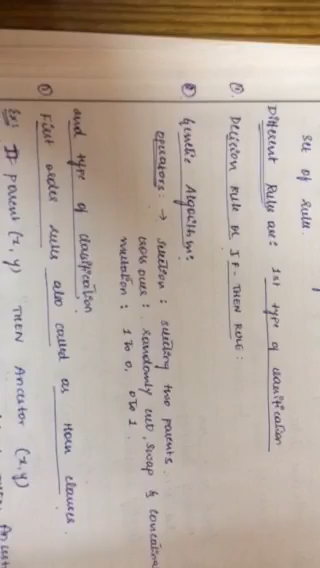 set of rules.
Different Rules are: 1st type of classification
①. Decision Rule or IF-THEN RULE:
② Genetic Algorithm:
operators: → selection: selecting two parents.
cross over: Randomly cut, swap &
mutation: 1 To 0, 0 to 1.
2nd type of classification
① First order rules also called as Horn clauses.
Ex: If parent (x, y) THEN Ancestor (x, y)